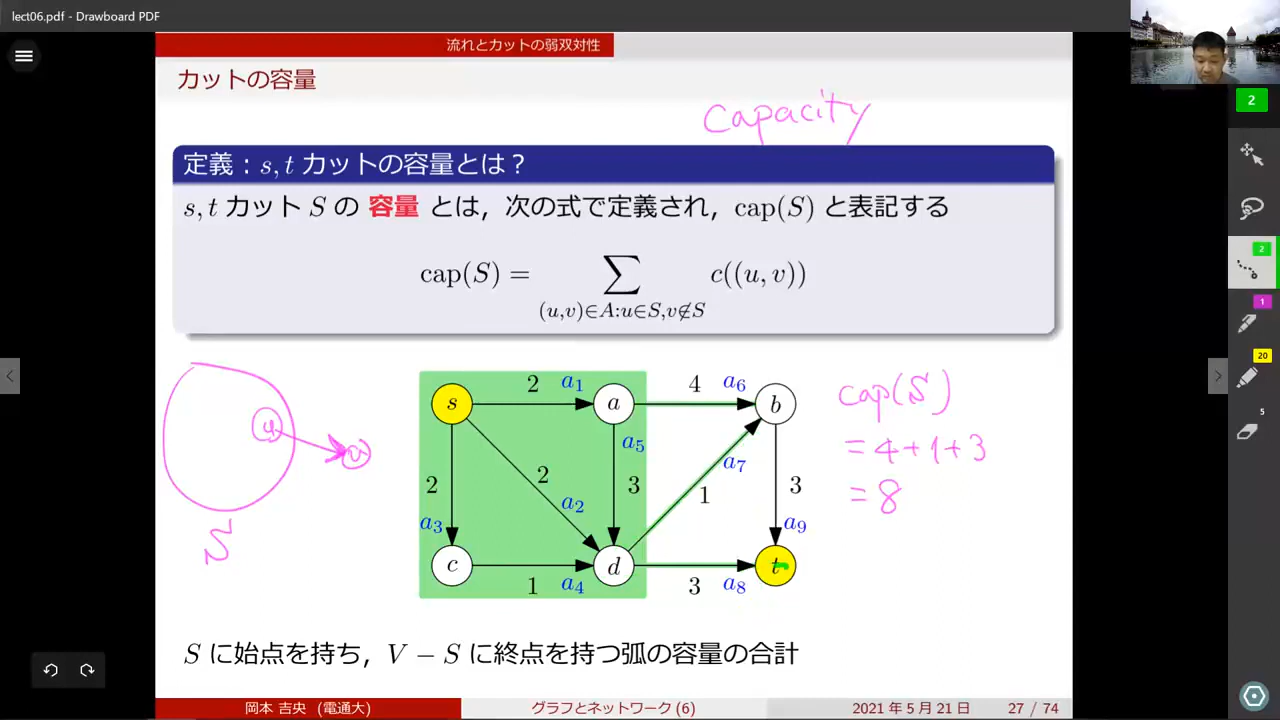 lect06.pdf - Drawboard PDF
流れとカットの弱双対性
カットの容量
Capacity
定義：s, t カットの容量とは？
s, t カット S の 容量 とは，次の式で定義され，cap(S) と表記する
cap(S) = ∑ c((u, v))
(u,v)∈A:u∈S,v∉S
s
2
a1
a
4
a6
b
2
a3
2
a2
a5
3
a7
1
3
a9
c
1
a4
d
3
a8
t
u
v
S
cap(S)
= 4+1+3
= 8
S に始点を持ち，V − S に終点を持つ弧の容量の合計
岡本 吉央 (電通大)
グラフとネットワーク (6)
2021 年 5 月 21 日
27 / 74
2
2
1
20
5